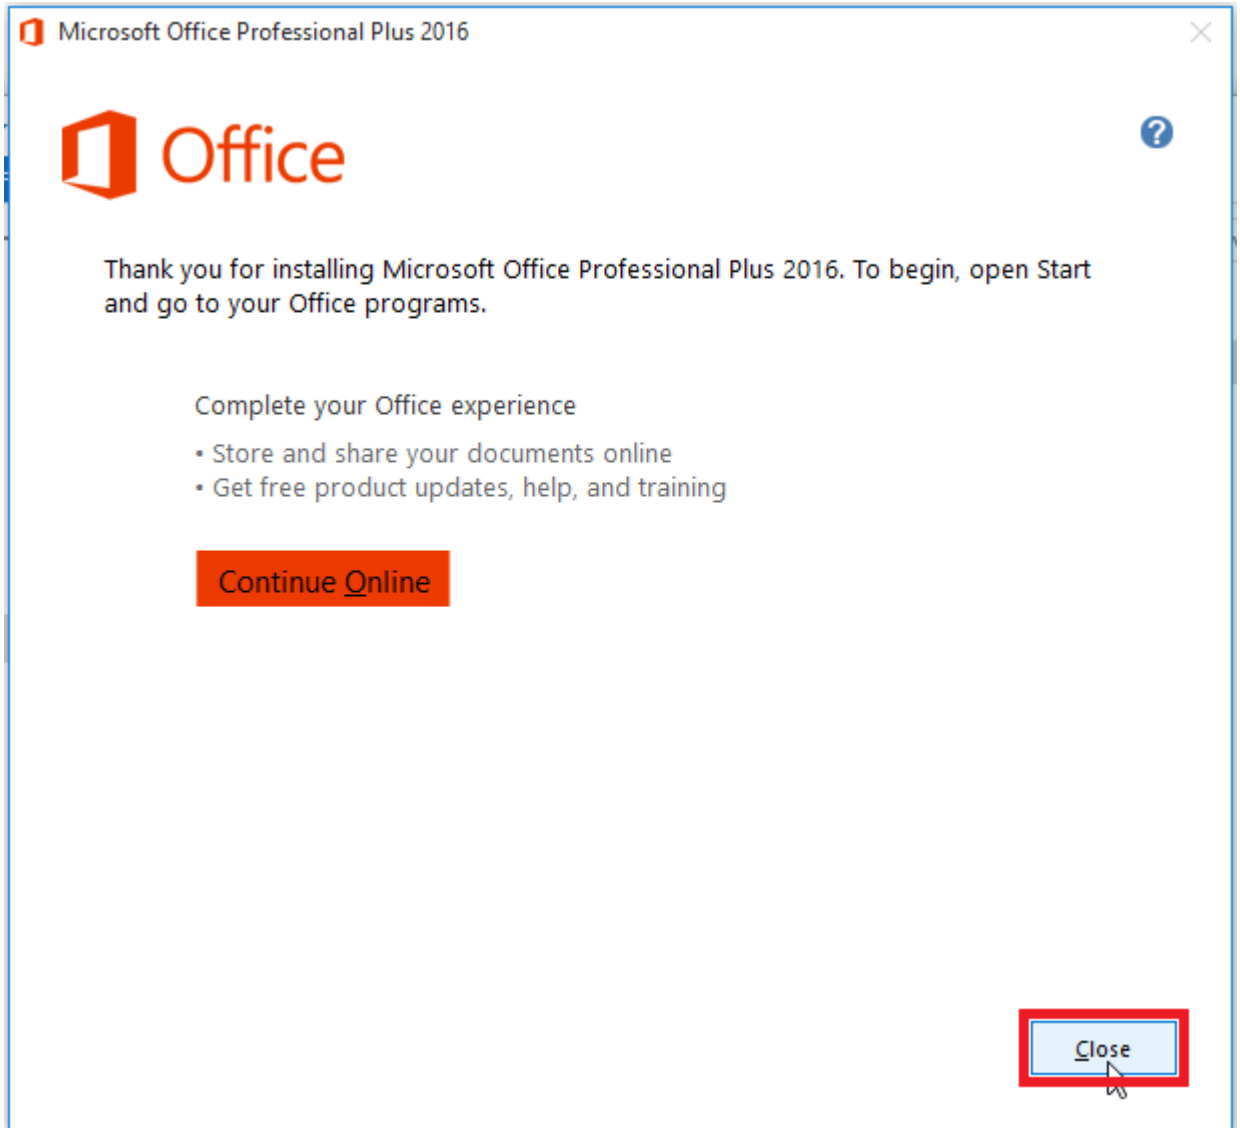 Microsoft Office Professional Plus 2016
Office
?
Thank you for installing Microsoft Office Professional Plus 2016. To begin, open Start
and go to your Office programs.
Complete your Office experience
• Store and share your documents online
• Get free product updates, help, and training
Continue Online
Close